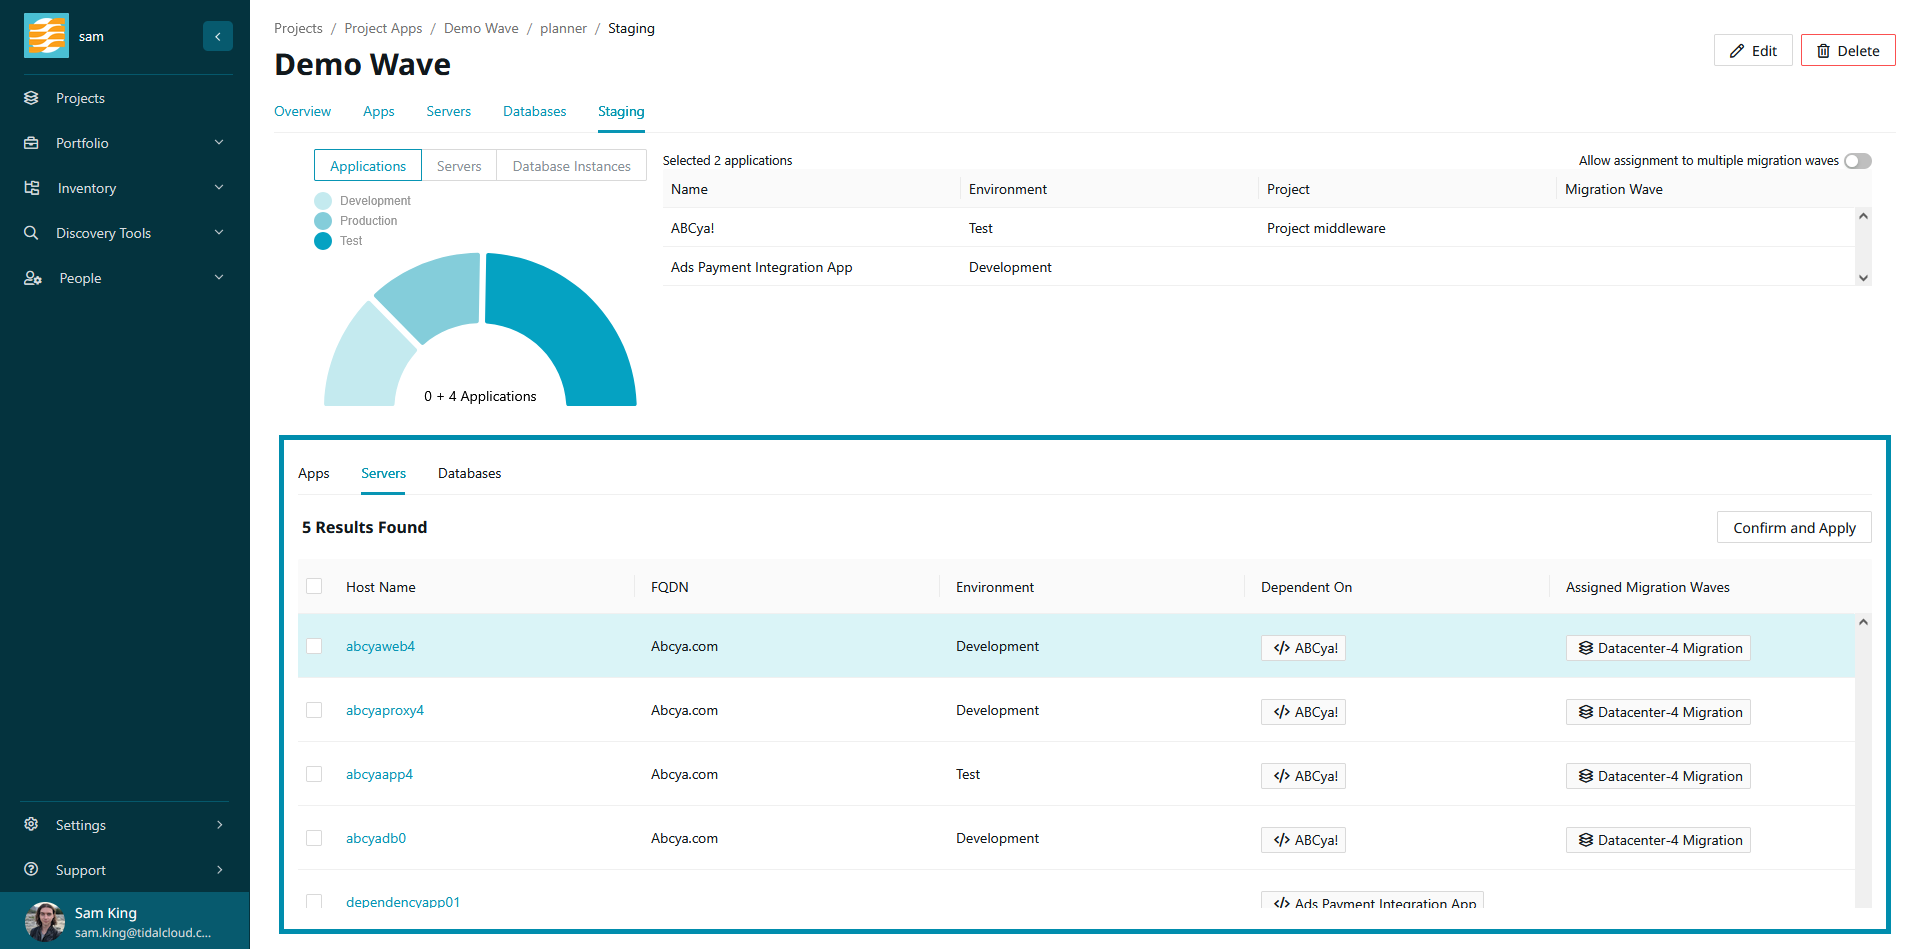 sam
Projects
Portfolio
Inventory
Discovery Tools
People
Settings
Support
Sam King
sam.king@tidalcloud.c...
Projects / Project Apps / Demo Wave / planner / Staging
Demo Wave
Edit
Delete
Overview Apps Servers Databases Staging
Applications Servers Database Instances
Development
Production
Test
0 + 4 Applications
Selected 2 applications
Allow assignment to multiple migration waves
Name Environment Project Migration Wave
ABCya! Test Project middleware
Ads Payment Integration App Development
Apps Servers Databases
5 Results Found
Confirm and Apply
Host Name FQDN Environment Dependent On Assigned Migration Waves
abcyaweb4 Abcya.com Development </> ABCya! Datacenter-4 Migration
abcyaproxy4 Abcya.com Development </> ABCya! Datacenter-4 Migration
abcyaapp4 Abcya.com Test </> ABCya! Datacenter-4 Migration
abcyadb0 Abcya.com Development </> ABCya! Datacenter-4 Migration
dependencyapp01 </> Ads Payment Integration App